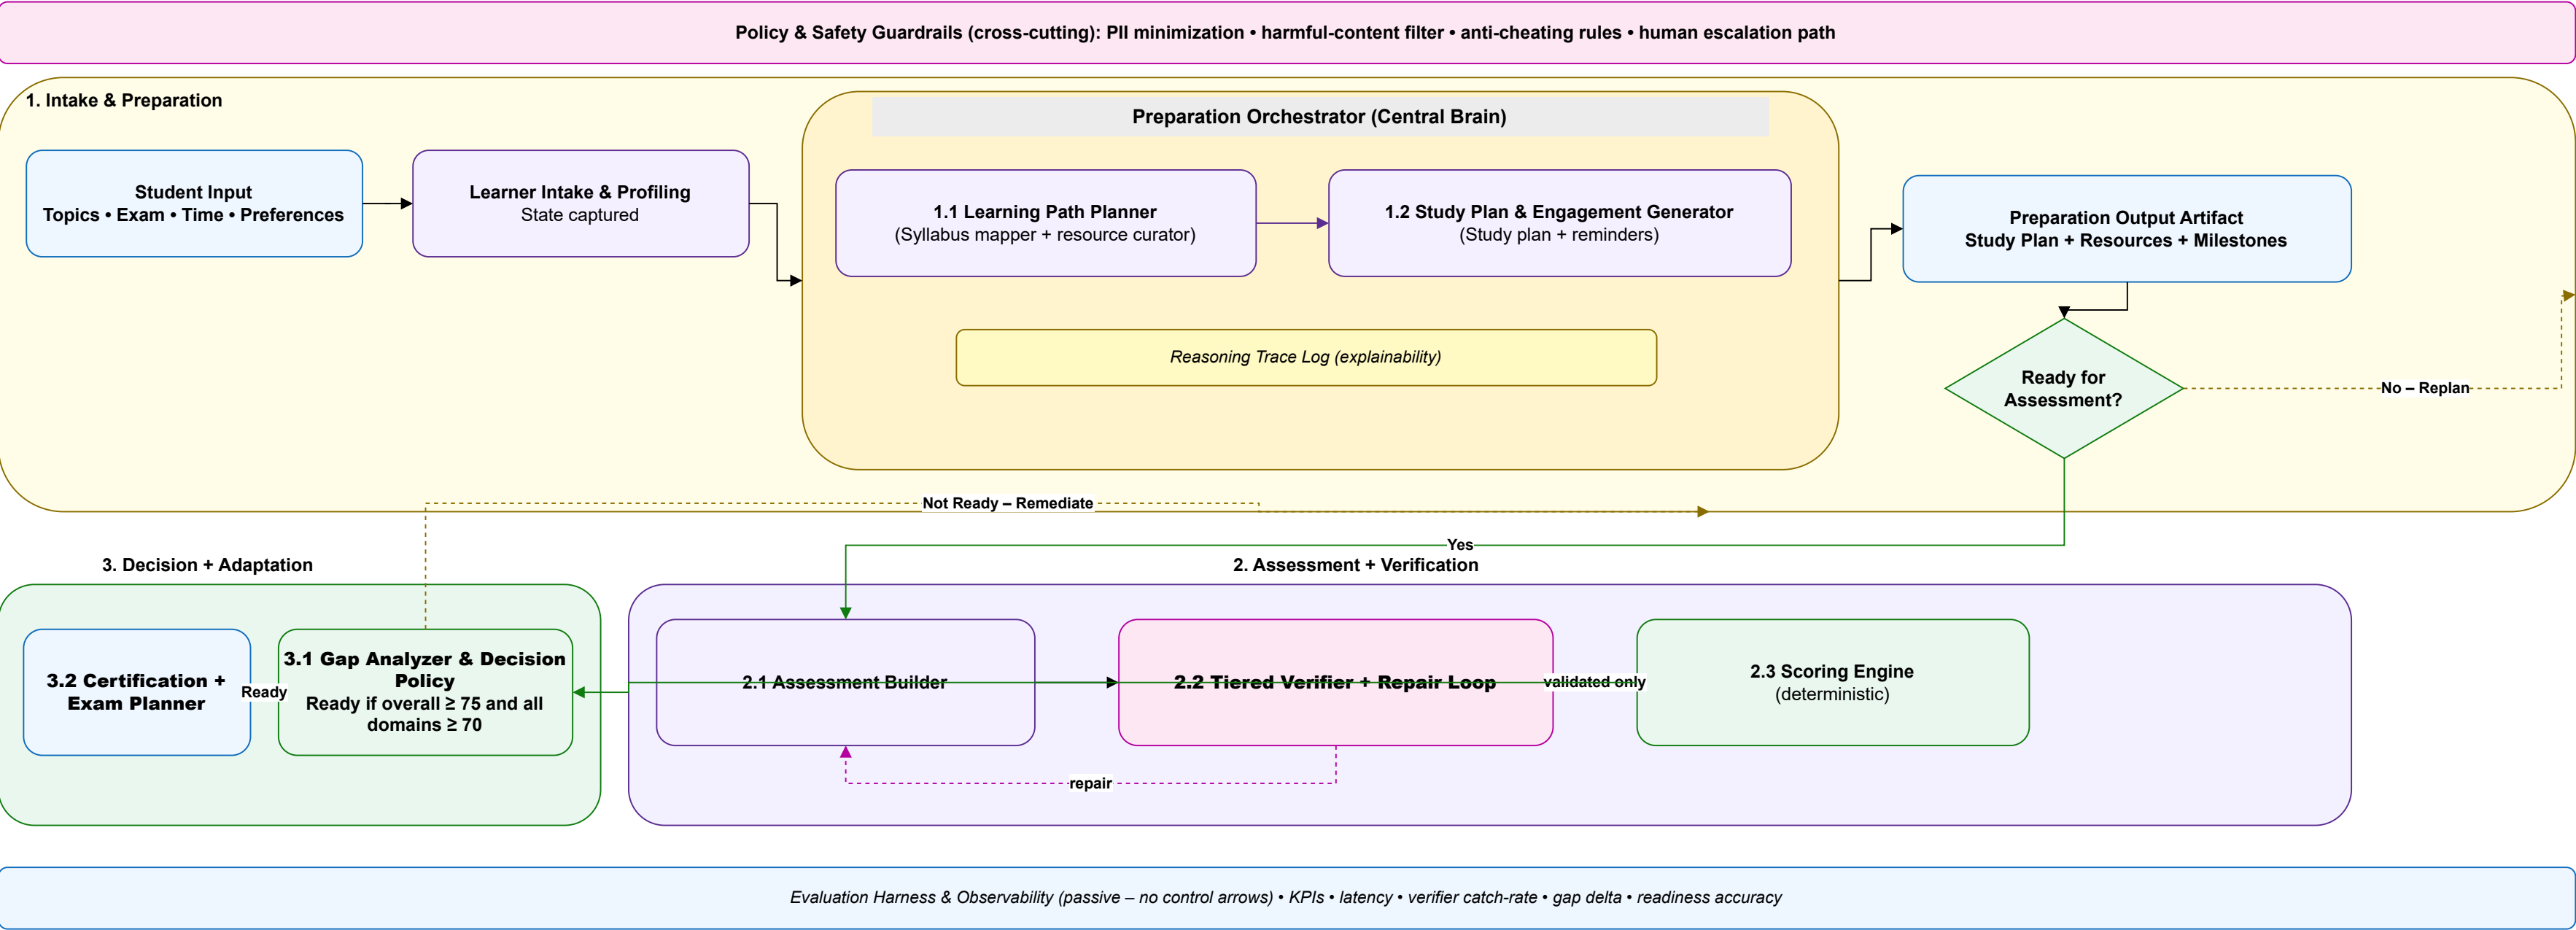 Policy & Safety Guardrails (cross-cutting): PII minimization • harmful-content filter • anti-cheating rules • human escalation path
1. Intake & Preparation
Preparation Orchestrator (Central Brain)
Student Input
Topics • Exam • Time • Preferences
Learner Intake & Profiling
State captured
1.1 Learning Path Planner
(Syllabus mapper + resource curator)
1.2 Study Plan & Engagement Generator
(Study plan + reminders)
Preparation Output Artifact
Study Plan + Resources + Milestones
Reasoning Trace Log (explainability)
Ready for
Assessment?
No – Replan
Not Ready – Remediate
Yes
3. Decision + Adaptation
2. Assessment + Verification
3.2 Certification +
Exam Planner
Ready
3.1 Gap Analyzer & Decision
Policy
Ready if overall ≥ 75 and all
domains ≥ 70
2.1 Assessment Builder
2.2 Tiered Verifier + Repair Loop
validated only
2.3 Scoring Engine
(deterministic)
repair
Evaluation Harness & Observability (passive – no control arrows) • KPIs • latency • verifier catch-rate • gap delta • readiness accuracy